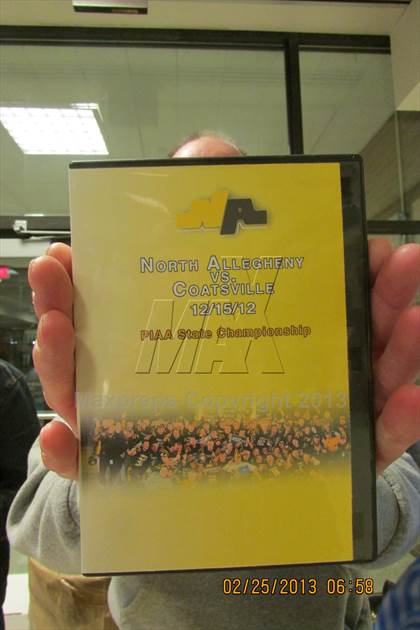 NA
North Allegheny
vs.
Coatsville
12/15/12
PIAA State Championship
MAX
Maxpreps Copyright 2013
02/25/2013 06:58